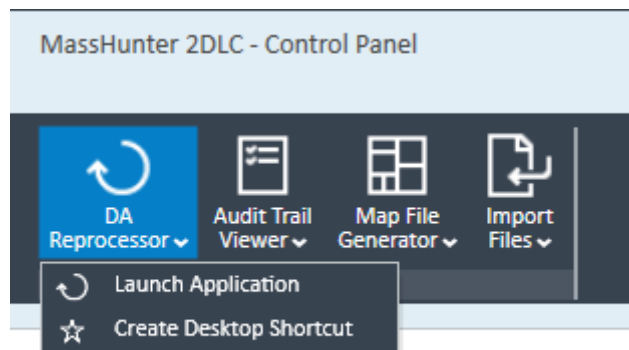 MassHunter 2DLC - Control Panel
DA Reprocessor
Audit Trail Viewer
Map File Generator
Import Files
Launch Application
Create Desktop Shortcut